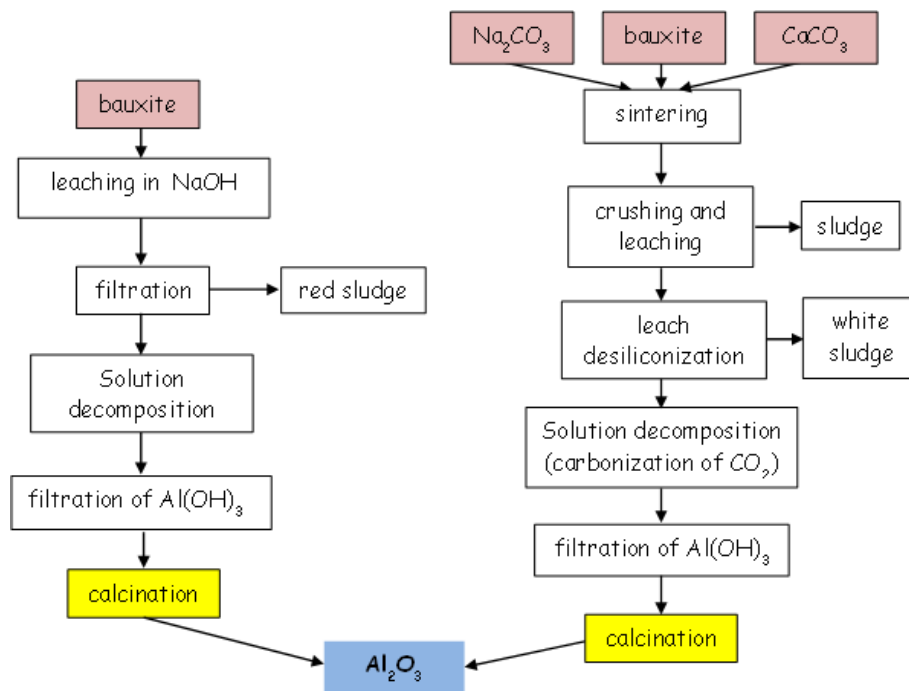 bauxite
leaching in NaOH
filtration
red sludge
Solution
decomposition
filtration of Al(OH)₃
calcination
Na₂CO₃
bauxite
CaCO₃
sintering
crushing and
leaching
sludge
leach
desiliconization
white
sludge
Solution decomposition
(carbonization of CO₂)
filtration of Al(OH)₃
calcination
Al₂O₃